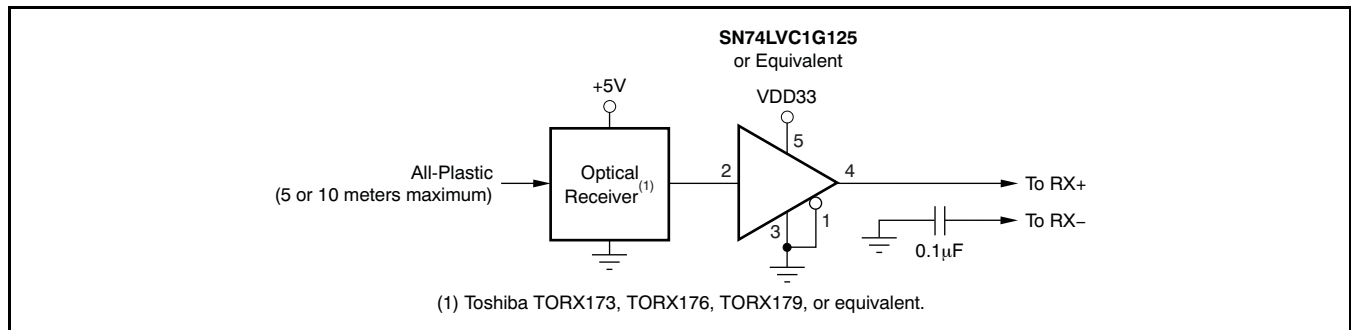 SN74LVC1G125
or Equivalent
+5V
VDD33
5
All-Plastic
(5 or 10 meters maximum)
Optical
Receiver(1)
2
4
To RX+
3
1
To RX−
0.1μF
(1) Toshiba TORX173, TORX176, TORX179, or equivalent.